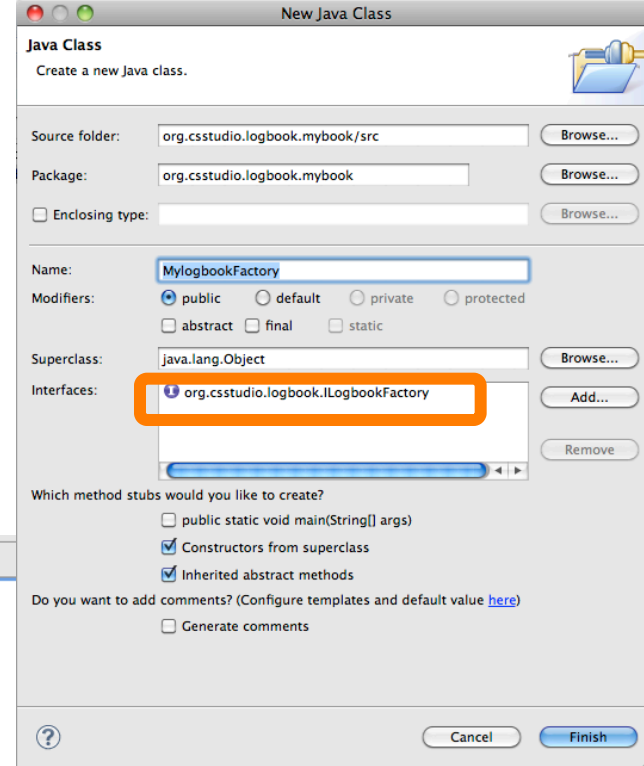 New Java Class
Java Class
Create a new Java class.
Source folder: org.csstudio.logbook.mybook/src Browse...
Package: org.csstudio.logbook.mybook Browse...
Enclosing type: Browse...
Name: MylogbookFactory
Modifiers: public default private protected
abstract final static
Superclass: java.lang.Object Browse...
Interfaces: I org.csstudio.logbook.ILogbookFactory Add...
Remove
Which method stubs would you like to create?
public static void main(String[] args)
Constructors from superclass
Inherited abstract methods
Do you want to add comments? (Configure templates and default value here)
Generate comments
? Cancel Finish